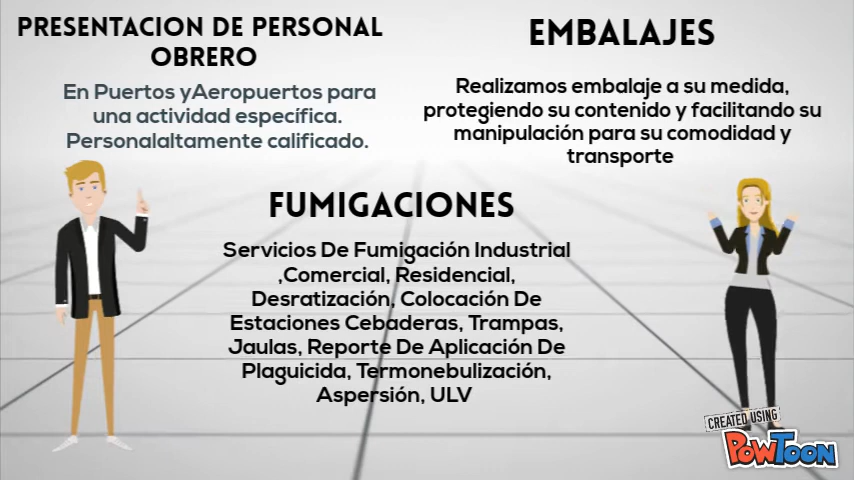 PRESENTACION DE PERSONAL
OBRERO
En Puertos yAeropuertos para
una actividad específica.
Personalaltamente calificado.
EMBALAJES
Realizamos embalaje a su medida,
protegiendo su contenido y facilitando su
manipulación para su comodidad y
transporte
FUMIGACIONES
Servicios De Fumigación Industrial
,Comercial, Residencial,
Desratización, Colocación De
Estaciones Cebaderas, Trampas,
Jaulas, Reporte De Aplicación De
Plaguicida, Termonebulización,
Aspersión, ULV
CREATED USING
POWTOON